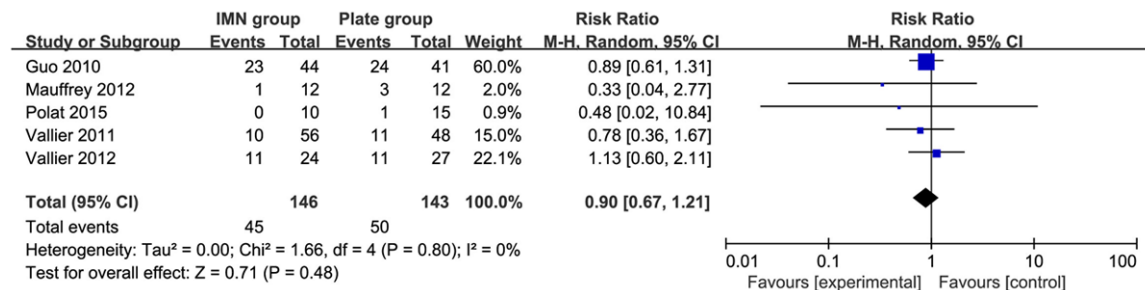 IMN group Plate group Risk Ratio Risk Ratio
Study or Subgroup Events Total Events Total Weight M-H, Random, 95% CI M-H, Random, 95% CI
Guo 2010 23 44 24 41 60.0% 0.89 [0.61, 1.31]
Mauffrey 2012 1 12 3 12 2.0% 0.33 [0.04, 2.77]
Polat 2015 0 10 1 15 0.9% 0.48 [0.02, 10.84]
Vallier 2011 10 56 11 48 15.0% 0.78 [0.36, 1.67]
Vallier 2012 11 24 11 27 22.1% 1.13 [0.60, 2.11]
Total (95% CI) 146 143 100.0% 0.90 [0.67, 1.21]
Total events 45 50
Heterogeneity: Tau² = 0.00; Chi² = 1.66, df = 4 (P = 0.80); I² = 0%
Test for overall effect: Z = 0.71 (P = 0.48)
0.01 0.1 1 10 100
Favours [experimental] Favours [control]